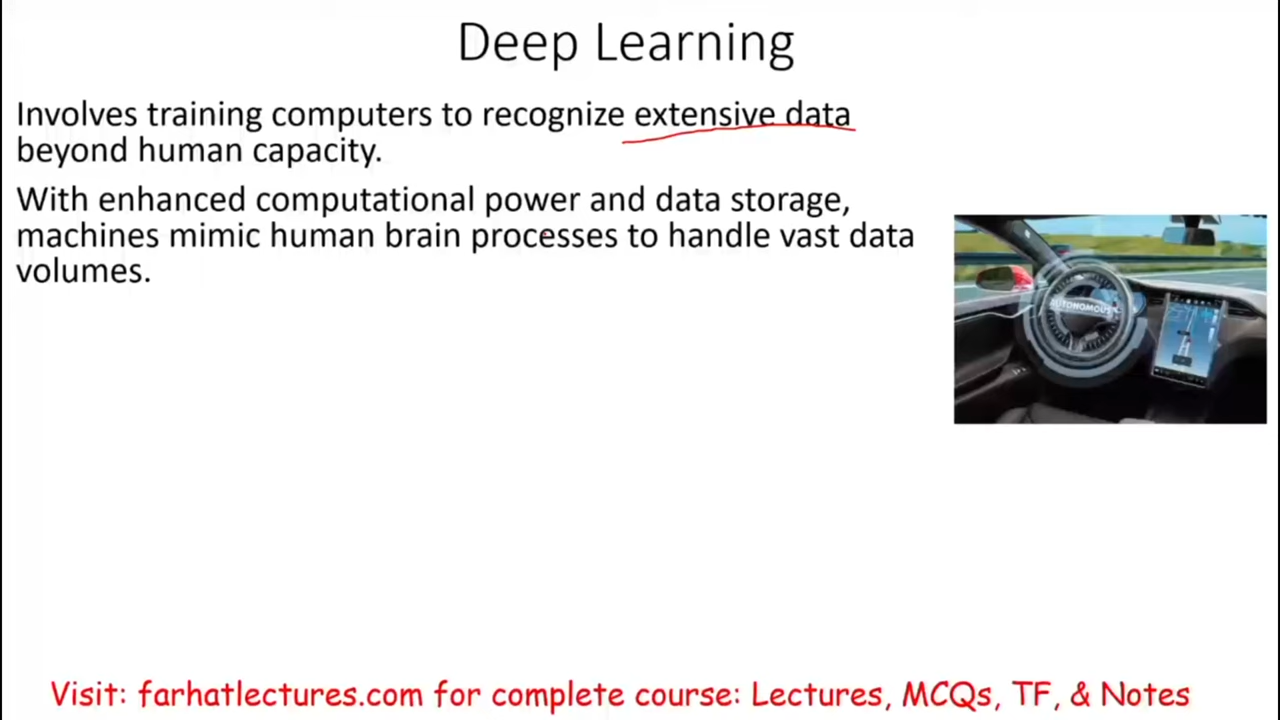 Deep Learning
Involves training computers to recognize extensive data
beyond human capacity.
With enhanced computational power and data storage,
machines mimic human brain processes to handle vast data
volumes.
AUTONOMOUS
Visit: farhatlectures.com for complete course: Lectures, MCQs, TF, & Notes